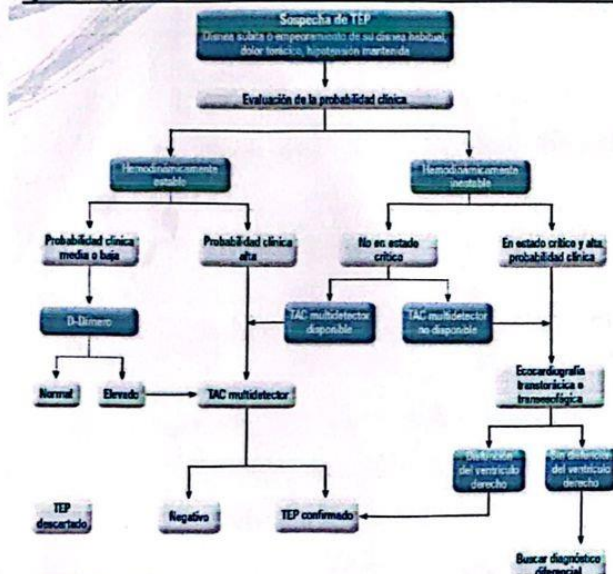 Sospecha de TEP
Disnea súbita o empeoramiento de su disnea habitual,
dolor torácico, hipotensión mantenida
Evaluación de la probabilidad clínica
Hemodinámicamente
estable
Hemodinámicamente
inestable
Probabilidad clínica
media o baja
Probabilidad clínica
alta
No en estado
crítico
En estado crítico y alta
probabilidad clínica
D-Dímero
TAC multidetector
disponible
TAC multidetector
no disponible
Normal
Elevado
TAC multidetector
Ecocardiografía
transtorácica o
transesofágica
Disfunción
del ventrículo
derecho
Sin disfunción
del ventrículo
derecho
TEP
descartado
Negativo
TEP confirmado
Buscar diagnóstico
diferencial